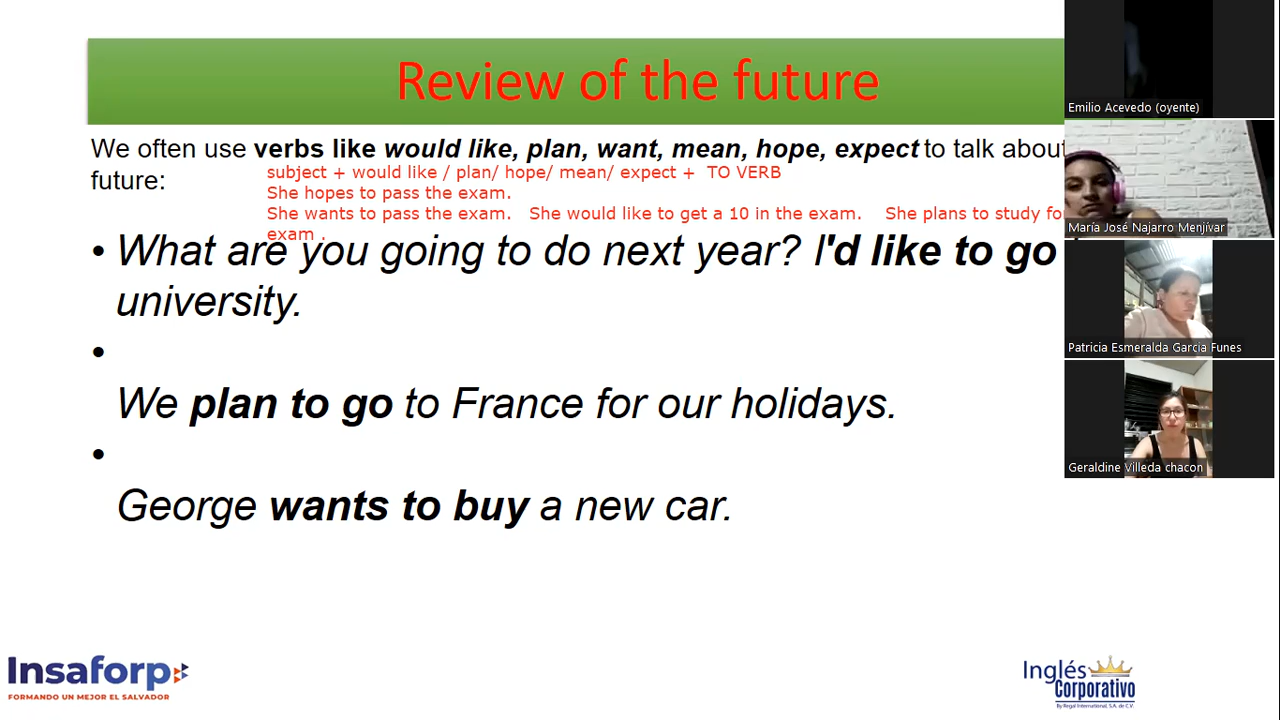 Review of the future
We often use verbs like would like, plan, want, mean, hope, expect to talk about
future:
subject + would like / plan/ hope/ mean/ expect + TO VERB
She hopes to pass the exam.
She wants to pass the exam. She would like to get a 10 in the exam. She plans to study for
exam .
• What are you going to do next year? I'd like to go
university.
•
We plan to go to France for our holidays.
•
George wants to buy a new car.
Emilio Acevedo (oyente)
María José Najarro Menjívar
Patricia Esmeralda García Funes
Geraldine Villeda chacon
Insaforp
FORMANDO UN MEJOR EL SALVADOR
Inglés
Corporativo
By Regal International, S.A. de C.V.